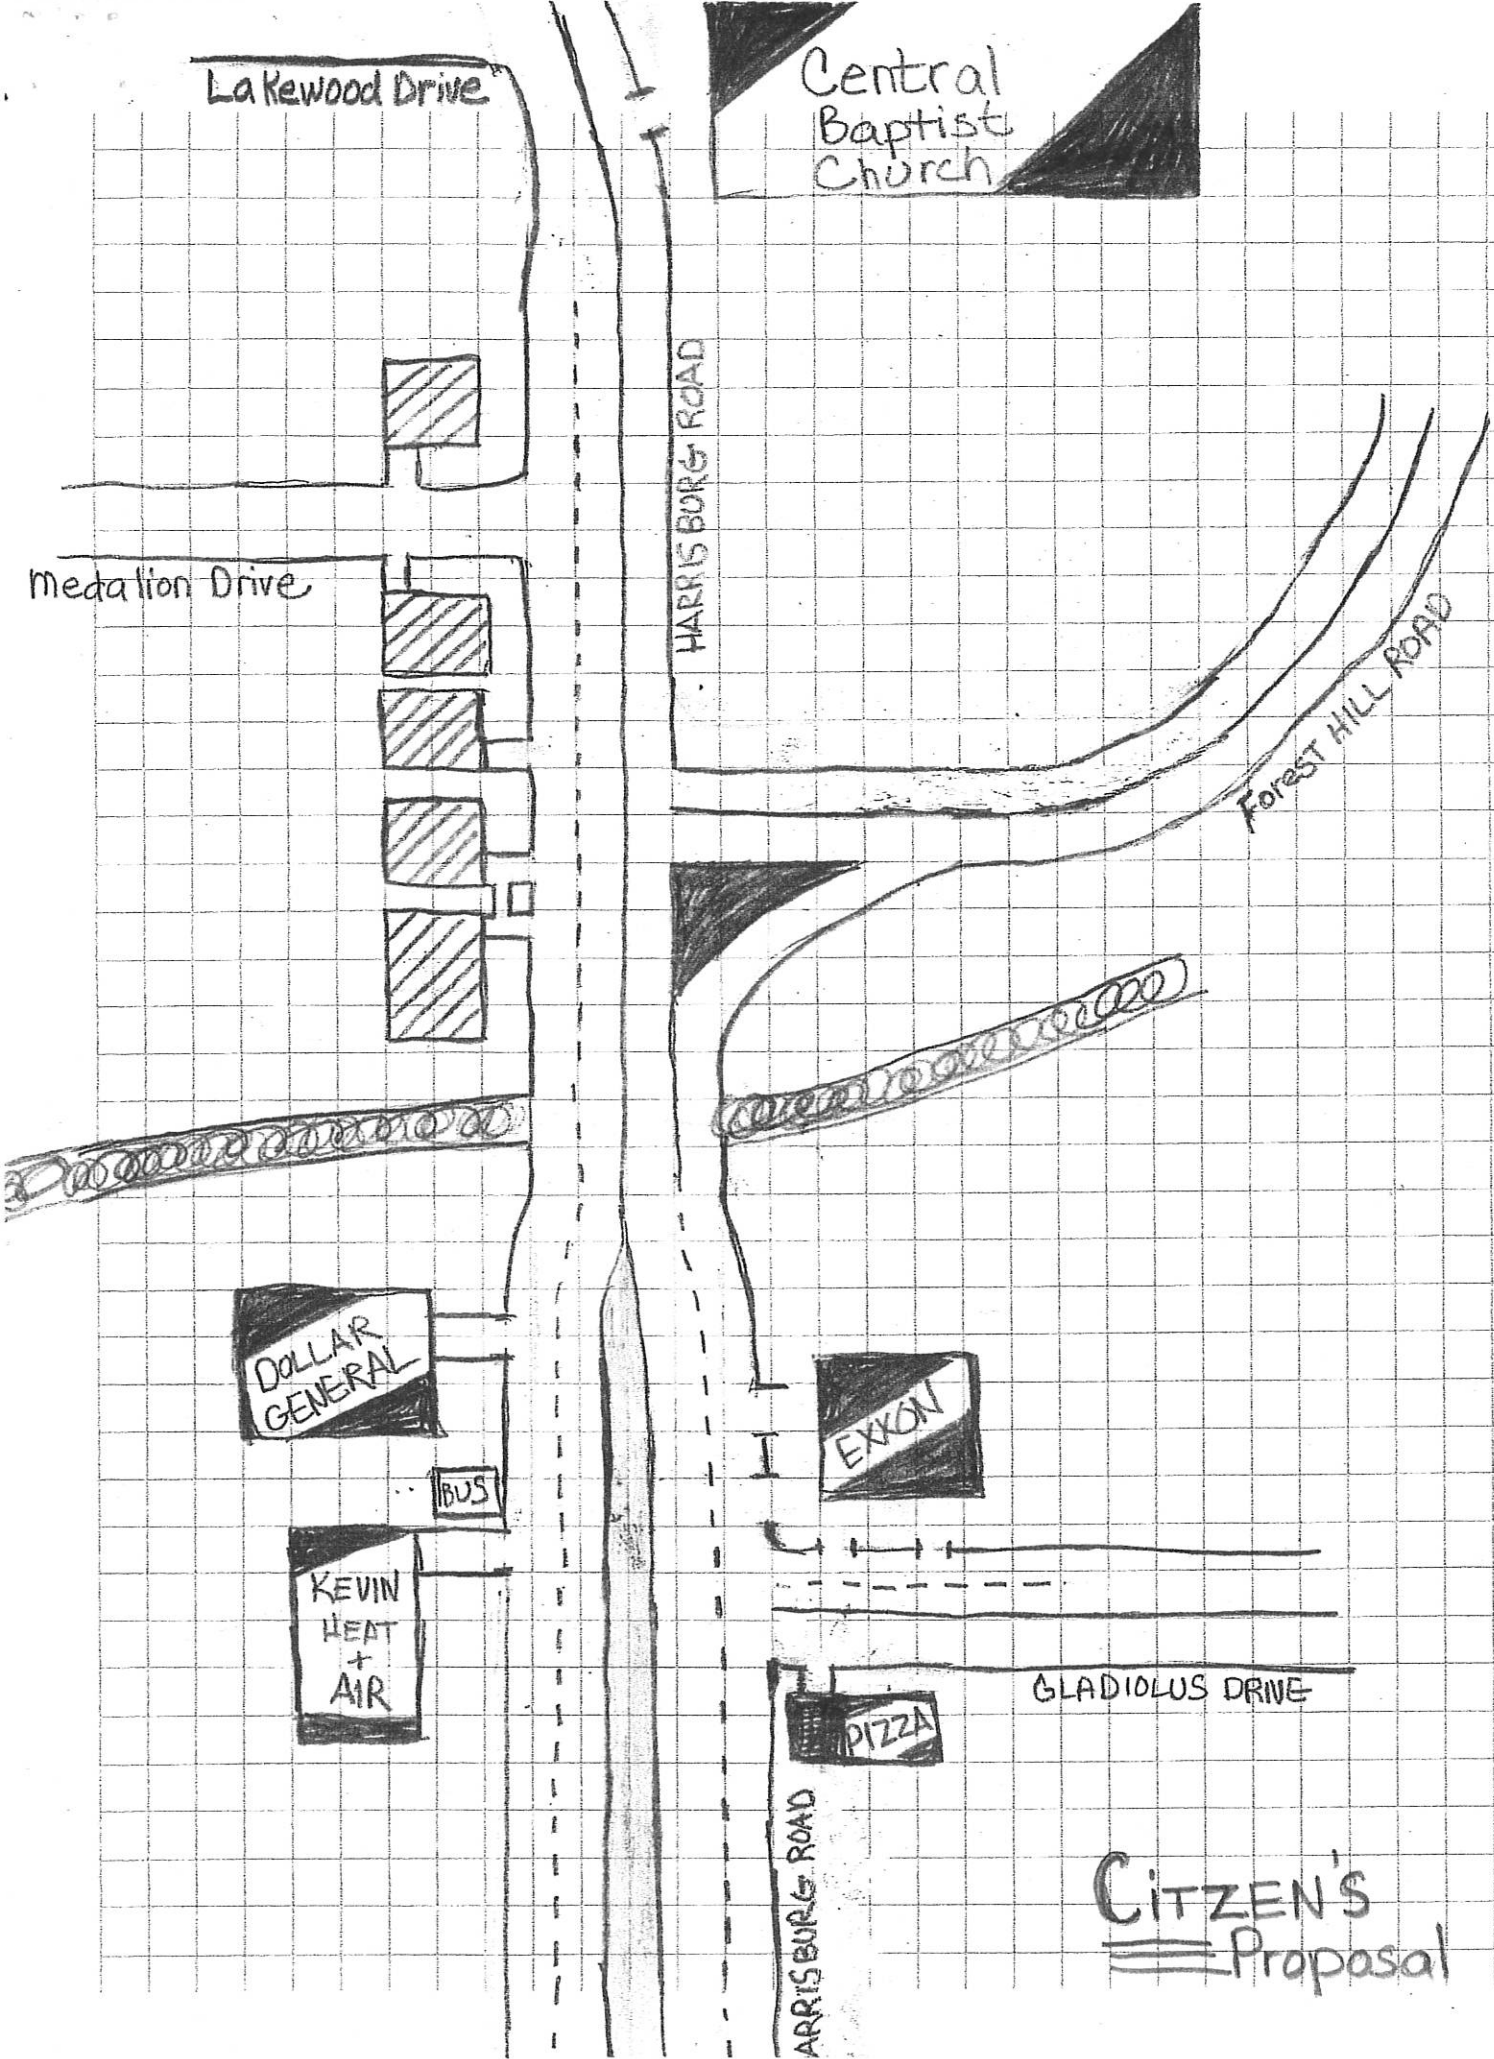 Lakewood Drive
Central
Baptist
Church
HARRISBURG ROAD
Medalion Drive
Forest HILL ROAD
DOLLAR
GENERAL
EXXON
BUS
KEVIN
HEAT
+
AIR
GLADIOLUS DRIVE
PIZZA
ARRISBURG ROAD
CiTZEN'S
Proposal